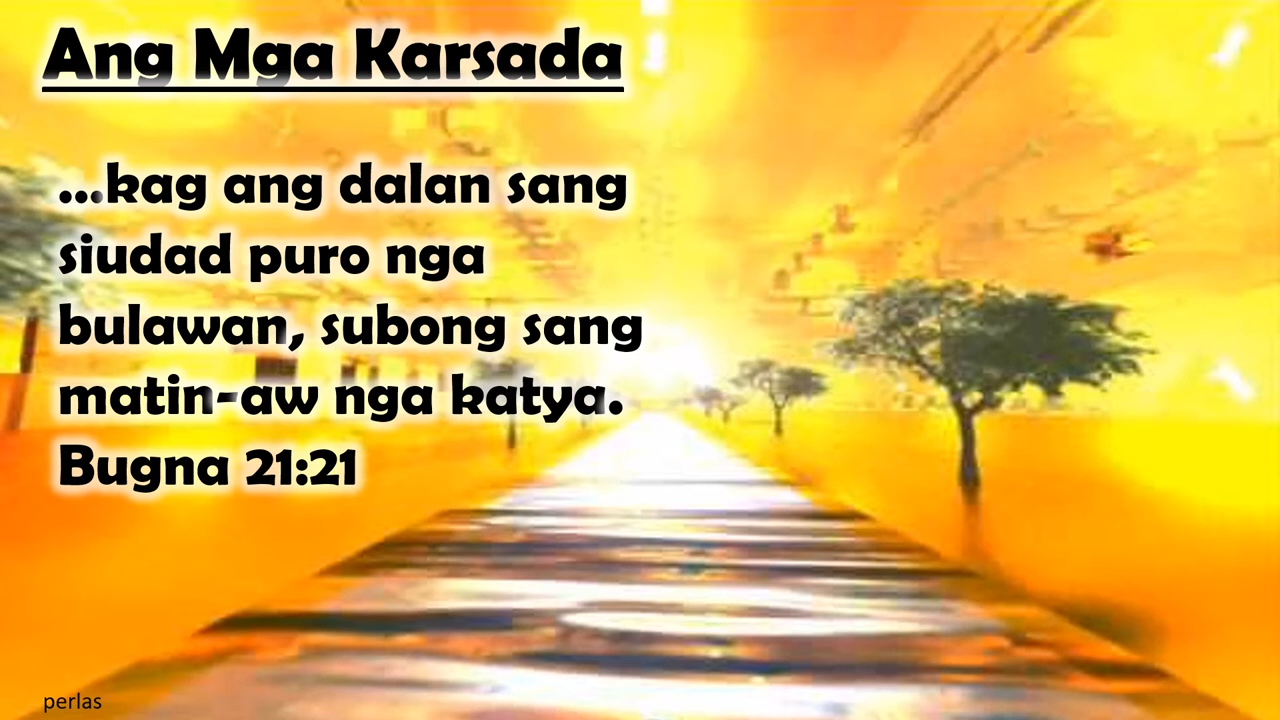 Ang Mga Karsada
...kag ang dalan sang
siudad puro nga
bulawan, subong sang
matin-aw nga katya.
Bugna 21:21
perlas